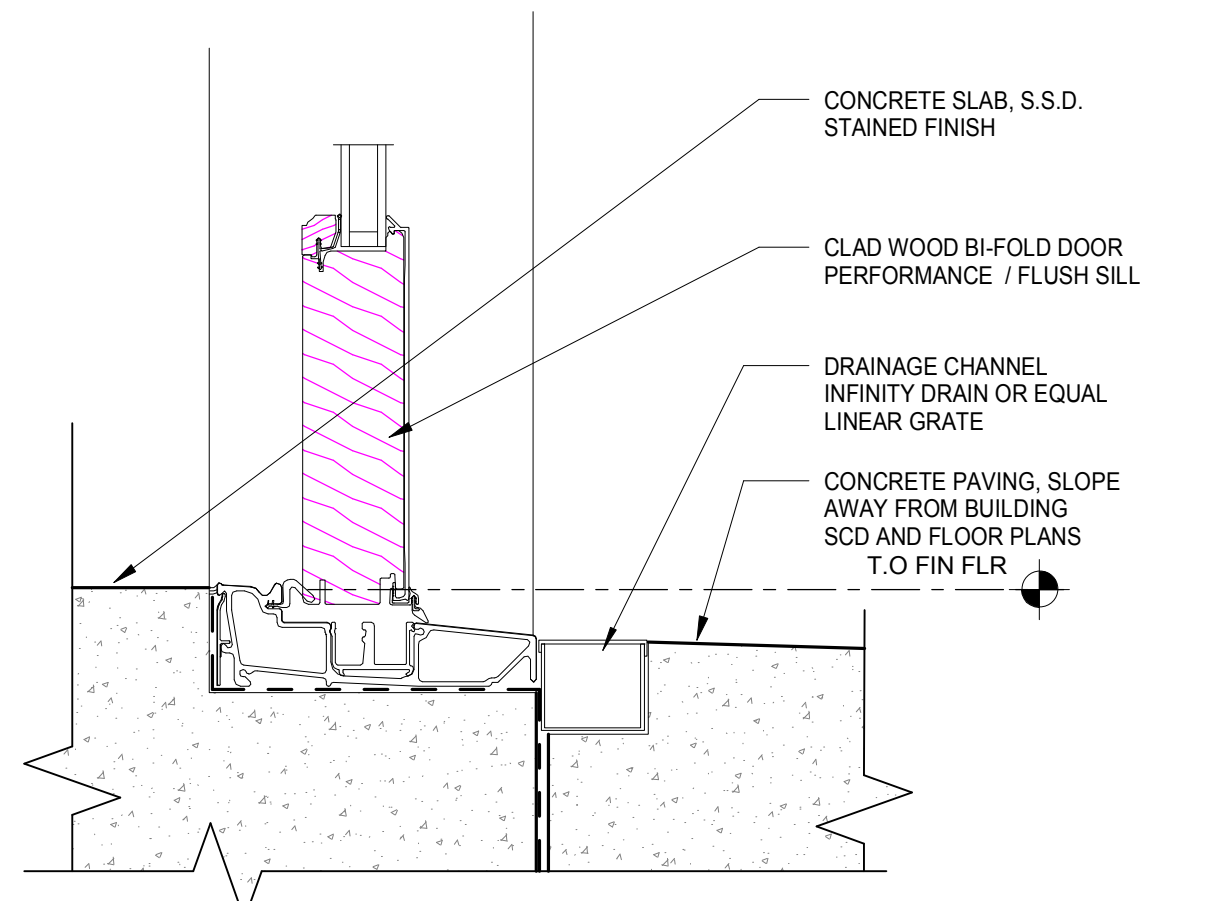 CONCRETE SLAB, S.S.D.
STAINED FINISH
CLAD WOOD BI-FOLD DOOR
PERFORMANCE / FLUSH SILL
DRAINAGE CHANNEL
INFINITY DRAIN OR EQUAL
LINEAR GRATE
CONCRETE PAVING, SLOPE
AWAY FROM BUILDING
SCD AND FLOOR PLANS
T.O FIN FLR